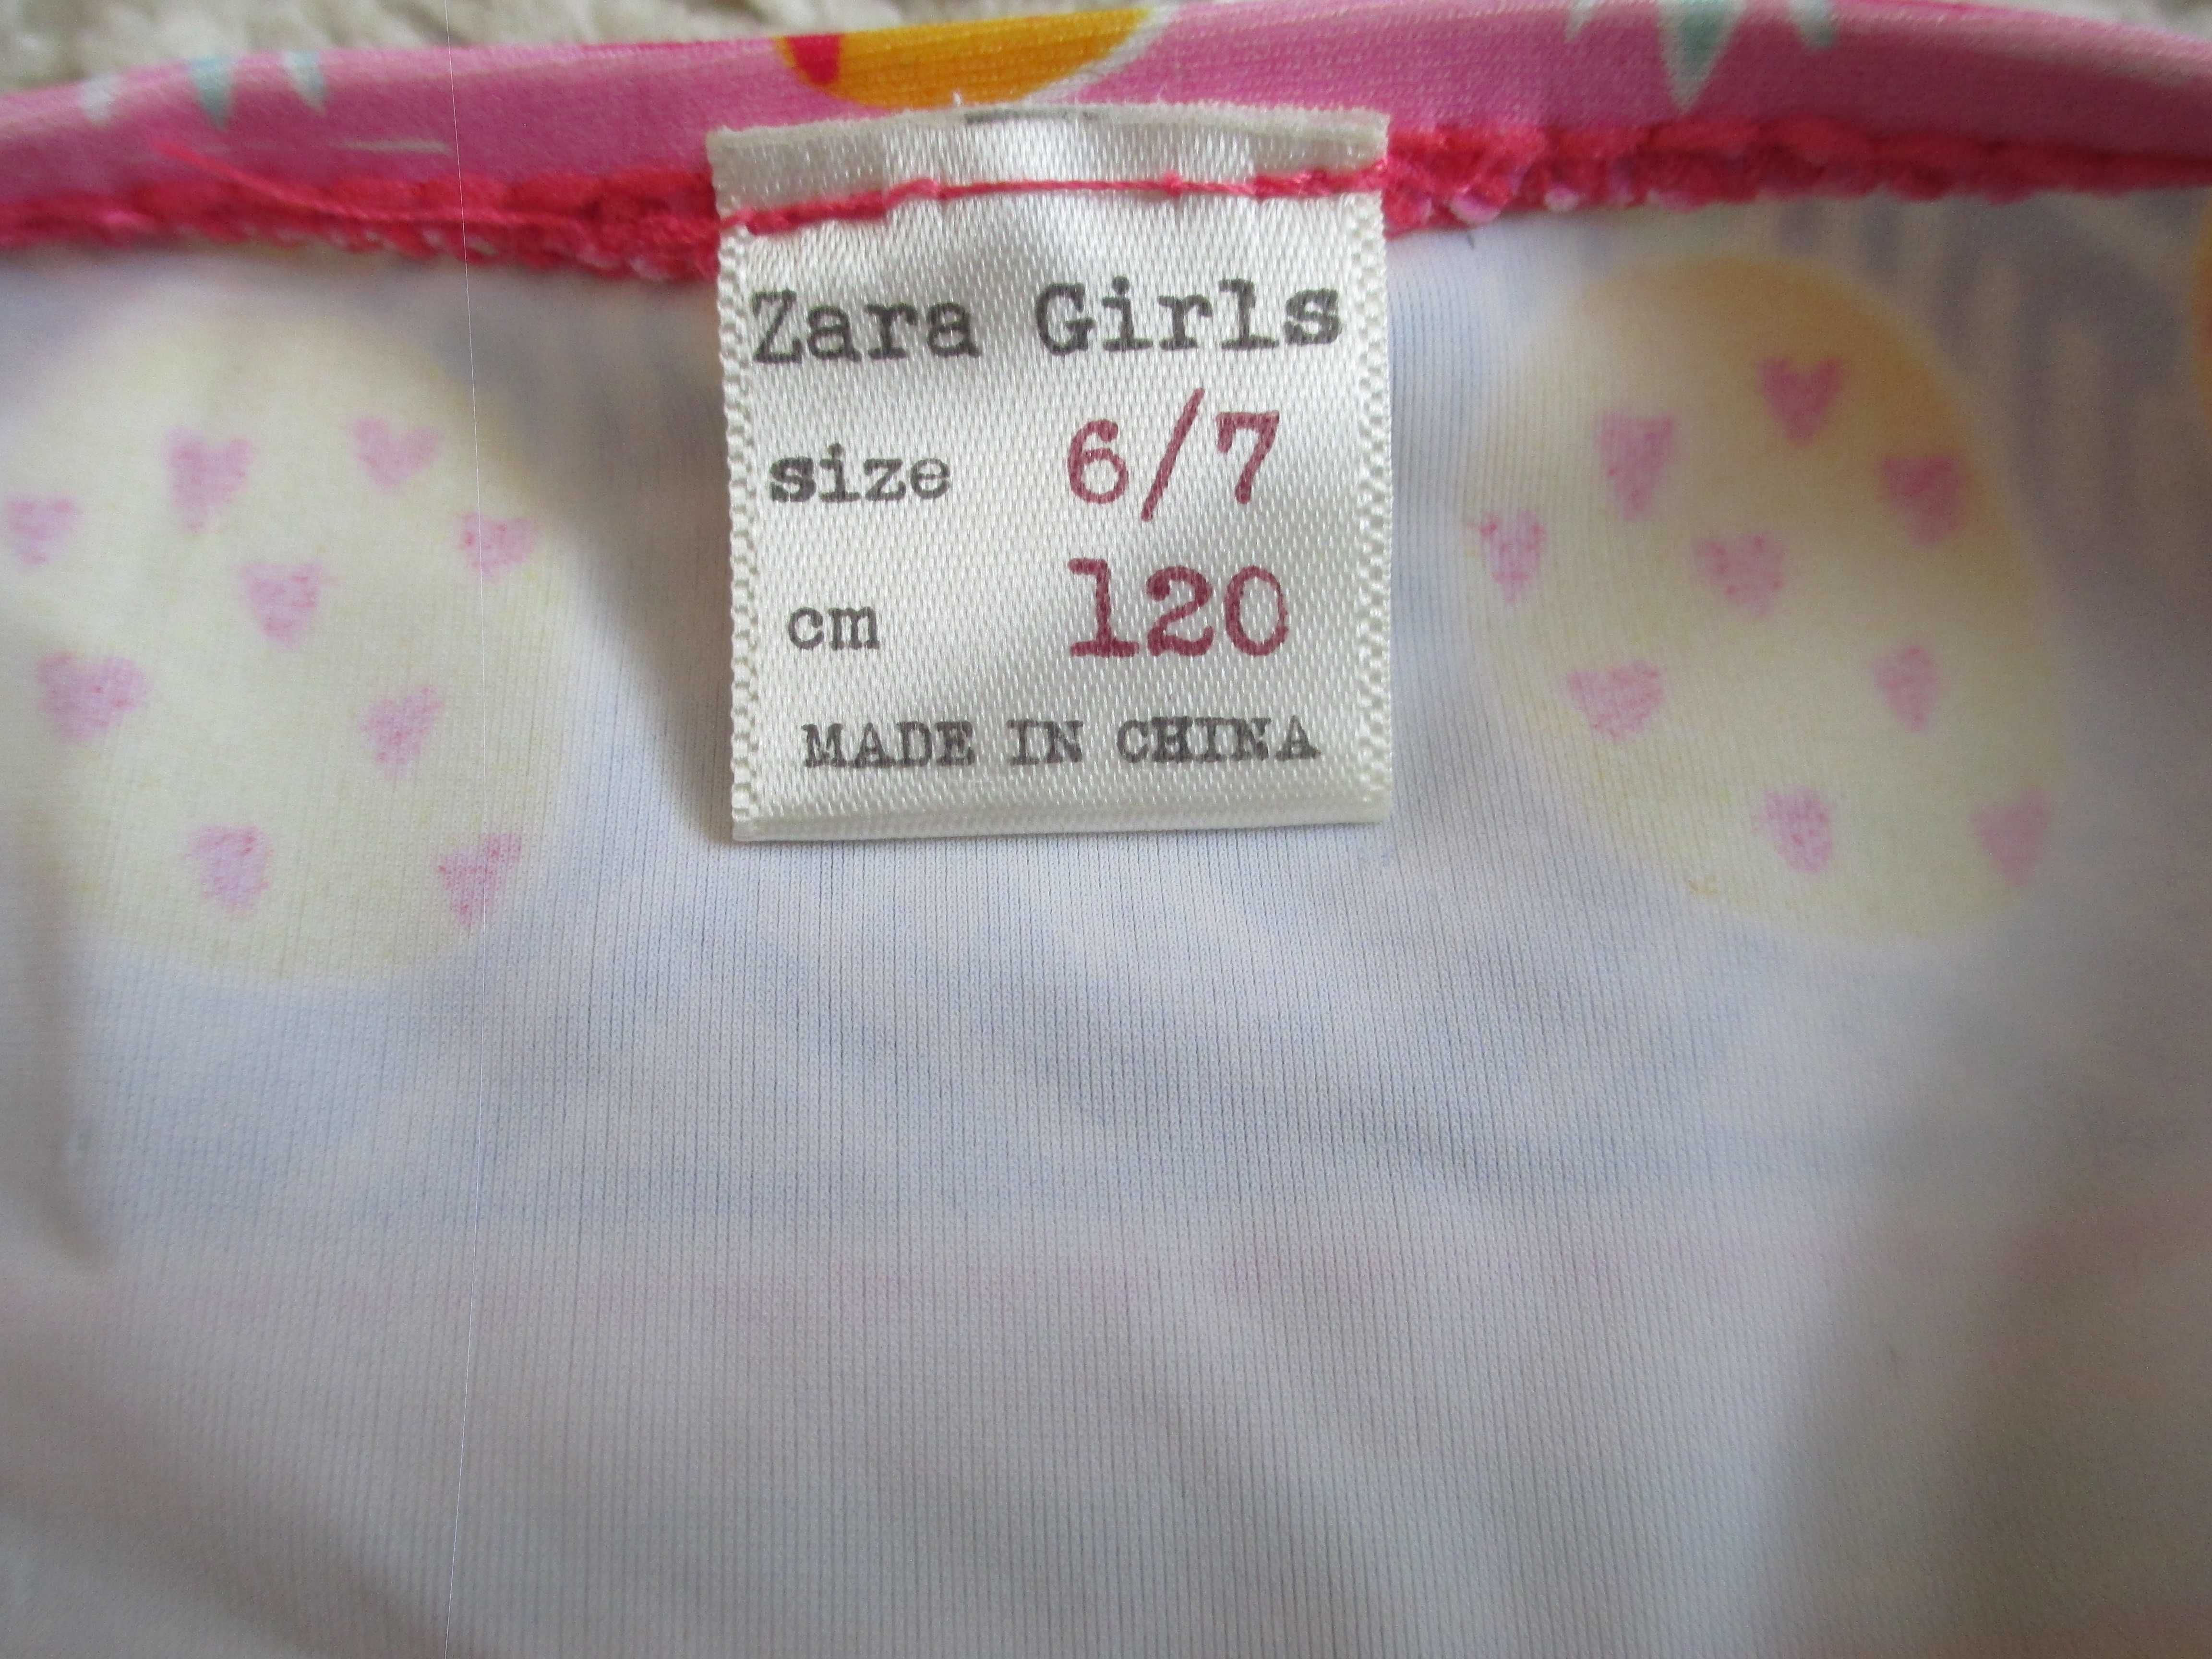 Zara Girls
size 6/7
cm 120
MADE IN CHINA